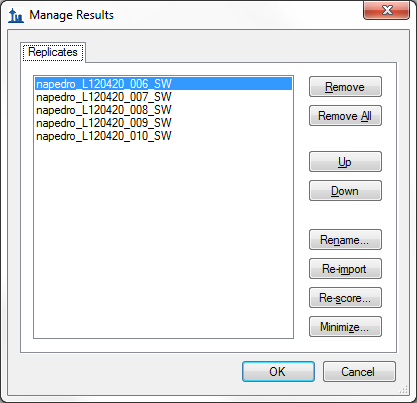 Manage Results
Replicates
napedro_L120420_006_SW
napedro_L120420_007_SW
napedro_L120420_008_SW
napedro_L120420_009_SW
napedro_L120420_010_SW
Remove
Remove All
Up
Down
Rename...
Re-import
Re-score...
Minimize...
OK
Cancel